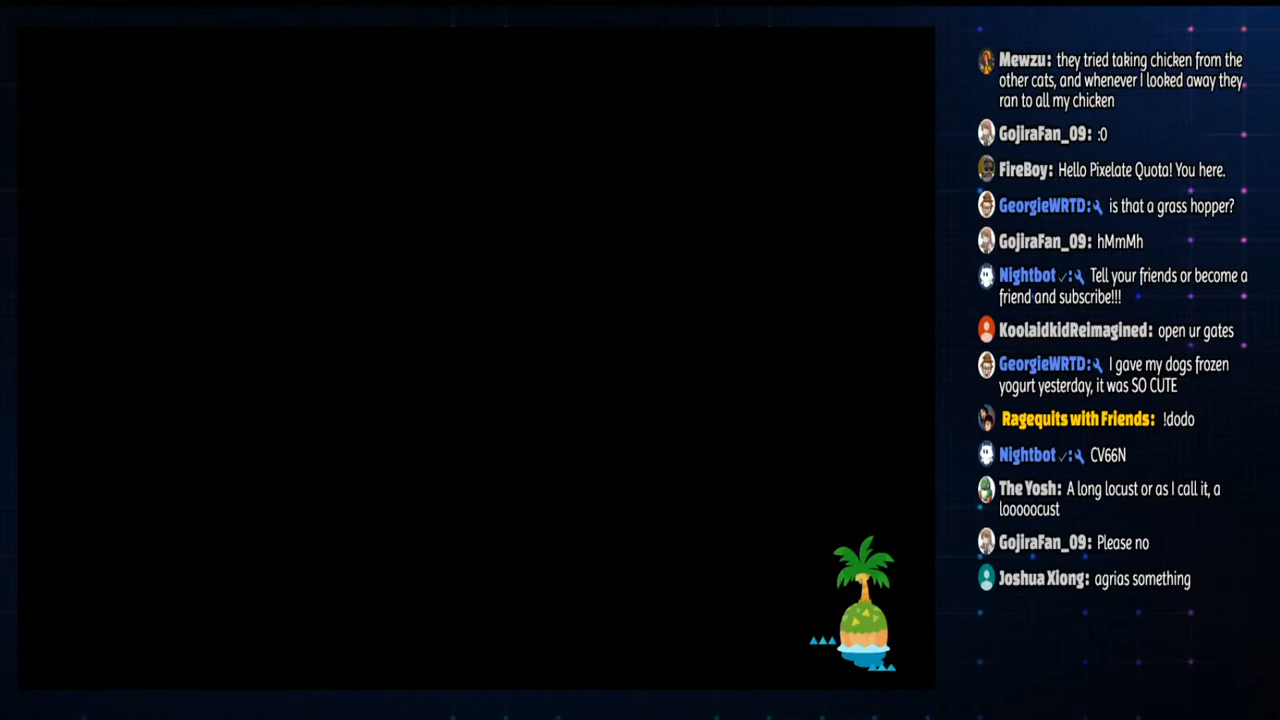 Mewzu: they tried taking chicken from the
other cats, and whenever I looked away they
ran to all my chicken
GojiraFan_09: :0
FireBoy: Hello Pixelate Quota! You here.
GeorgieWRTD: is that a grass hopper?
GojiraFan_09: hMmMh
Nightbot ✓: Tell your friends or become a
friend and subscribe!!!
KoolaidkidReimagined: open ur gates
GeorgieWRTD: I gave my dogs frozen
yogurt yesterday, it was SO CUTE
Ragequits with Friends: !dodo
Nightbot ✓: CV66N
The Yosh: A long locust or as I call it, a
looooocust
GojiraFan_09: Please no
Joshua Xiong: agrias something